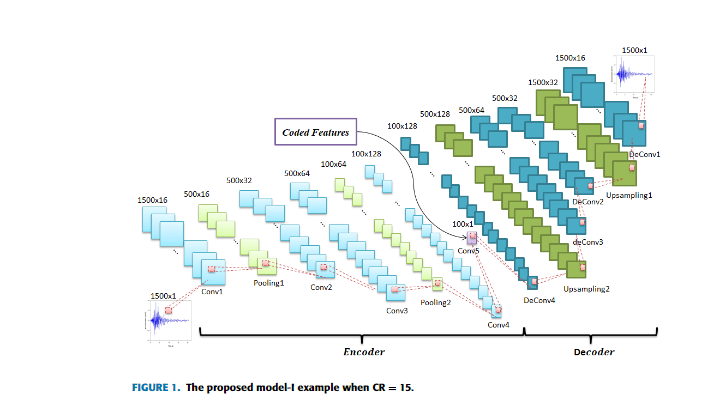 1500x1
1500x16
1500x32
500x32
500x64
500x128
100x128
Coded Features
100x128
100x64
500x64
500x32
500x16
1500x16
DeConv1
DeConv2
Upsampling1
100x1
Conv5
deConv3
Upsampling2
DeConv4
1500x1
Conv1
Pooling1
Conv2
Conv3
Pooling2
Conv4
Encoder
Decoder
FIGURE 1. The proposed model-I example when CR = 15.